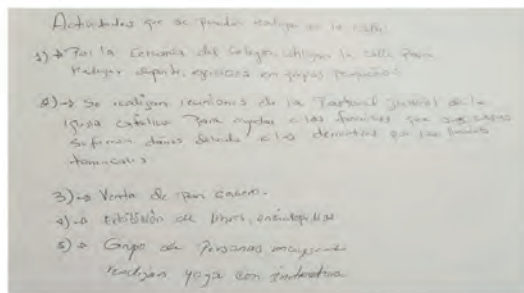 Actividades que se pueden realizar en la calle
1) → Por la Cercanía del Colegio utilizan la calle para
realizar deporte, ejercicios en grupos pequeños
2) → Se realizan reuniones de la Pastoral Juvenil de la
Iglesia Catolica Para ayudar a las familias que
sufrieron daños debido a los derrumbes por las lluvias
torrenciales
3) → Venta de pan casero.
4) → Exhibición de libros, enciclopedias
5) → Grupo de Personas mayores
realizan yoga con instructora